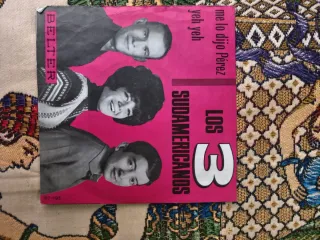 me lo dijo Pérez
yeh yeh
BELTER
LOS
3
SUDAMERICANOS